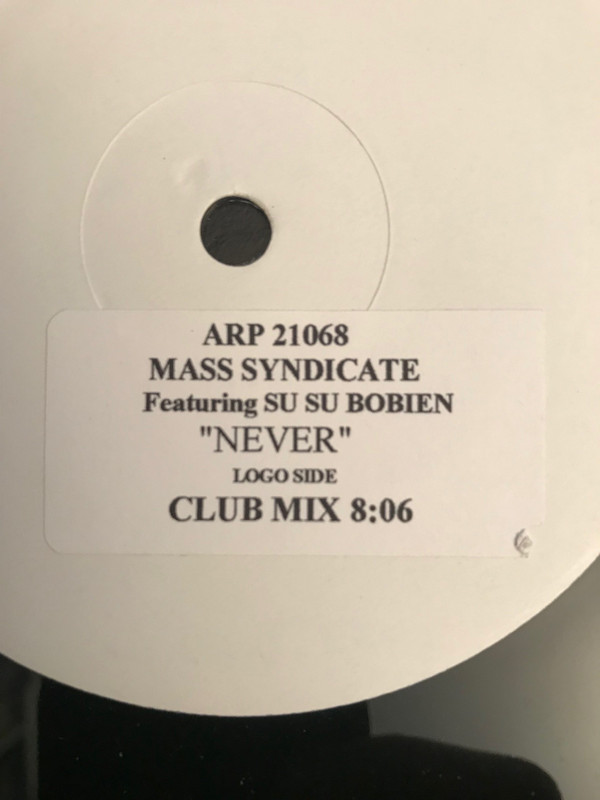 ARP 21068
MASS SYNDICATE
Featuring SU SU BOBIEN
"NEVER"
LOGO SIDE
CLUB MIX 8:06